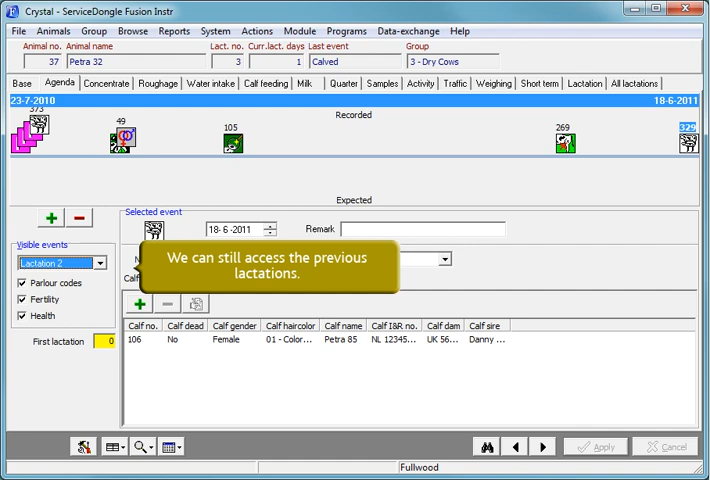 Crystal - ServiceDongle Fusion Instr
File Animals Group Browse Reports System Actions Module Programs Data-exchange Help
Animal no. Animal name Lact. no. Curr.lact. days Last event Group
37 Petra 32 3 1 Calved 3 - Dry Cows
Base Agenda Concentrate Roughage Water intake Calf feeding Milk Quarter Samples Activity Traffic Weighing Short term Lactation All lactations
23-7-2010 18-6-2011
Recorded
373 49 105 269 329
Expected
Selected event
18- 6 -2011 Remark
Visible events
We can still access the previous
lactations.
Lactation 2
Parlour codes
Fertility
Health
First lactation 0
Calf no. Calf dead Calf gender Calf haircolor Calf name Calf I&R no. Calf dam Calf sire
106 No Female 01 - Color... Petra 85 NL 12345... UK 56... Danny ...
Apply Cancel
Fullwood